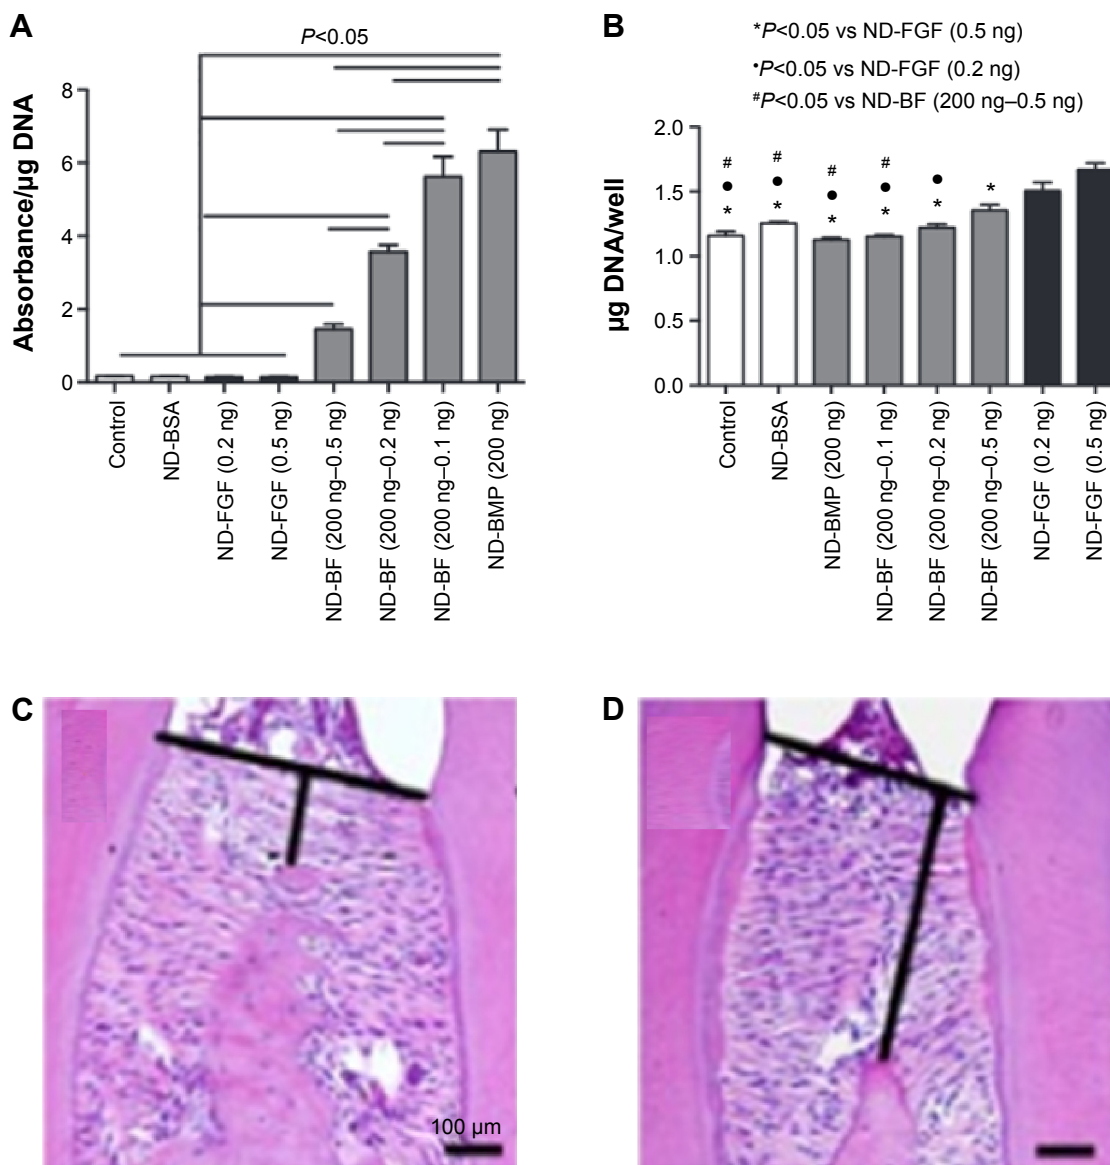 A
P<0.05
Absorbance/µg DNA
8
6
4
2
0
Control
ND-BSA
ND-FGF (0.2 ng)
ND-FGF (0.5 ng)
ND-BF (200 ng–0.5 ng)
ND-BF (200 ng–0.2 ng)
ND-BF (200 ng–0.1 ng)
ND-BMP (200 ng)
B
*P<0.05 vs ND-FGF (0.5 ng)
•P<0.05 vs ND-FGF (0.2 ng)
#P<0.05 vs ND-BF (200 ng–0.5 ng)
µg DNA/well
2.0
1.5
1.0
0.5
0.0
# # # #
• • • • •
* * * * * *
Control
ND-BSA
ND-BMP (200 ng)
ND-BF (200 ng–0.1 ng)
ND-BF (200 ng–0.2 ng)
ND-BF (200 ng–0.5 ng)
ND-FGF (0.2 ng)
ND-FGF (0.5 ng)
C
100 µm
D